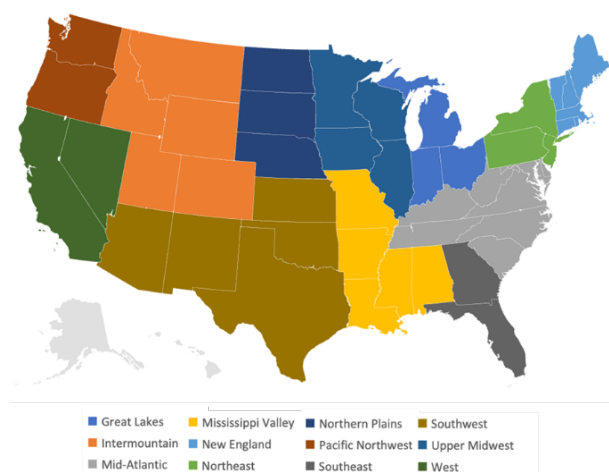 Great Lakes Mississippi Valley Northern Plains Southwest
Intermountain New England Pacific Northwest Upper Midwest
Mid-Atlantic Northeast Southeast West